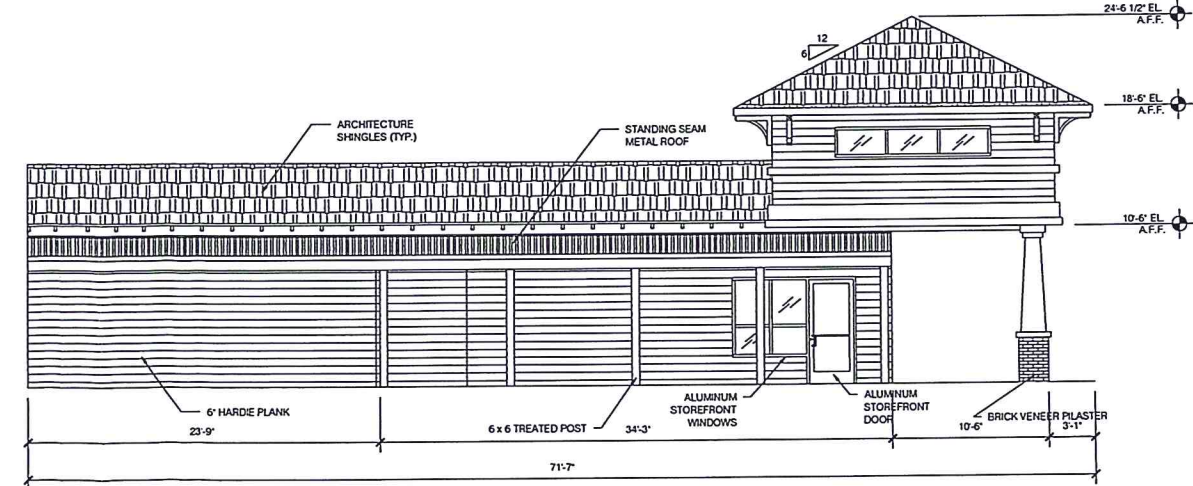 24'-6 1/2" EL.
A.F.F.
12
6
18'-6" EL.
A.F.F.
ARCHITECTURE
SHINGLES (TYP.)
STANDING SEAM
METAL ROOF
10'-6" EL.
A.F.F.
6" HARDIE PLANK
6 x 6 TREATED POST
ALUMINUM
STOREFRONT
WINDOWS
ALUMINUM
STOREFRONT
DOOR
BRICK VENEER PILASTER
23'-9"
34'-3"
10'-6"
3'-1"
71'-7"